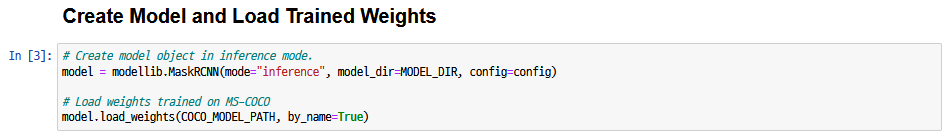 Create Model and Load Trained Weights
In [3]: # Create model object in inference mode.
model = modellib.MaskRCNN(mode="inference", model_dir=MODEL_DIR, config=config)
# Load weights trained on MS-COCO
model.load_weights(COCO_MODEL_PATH, by_name=True)